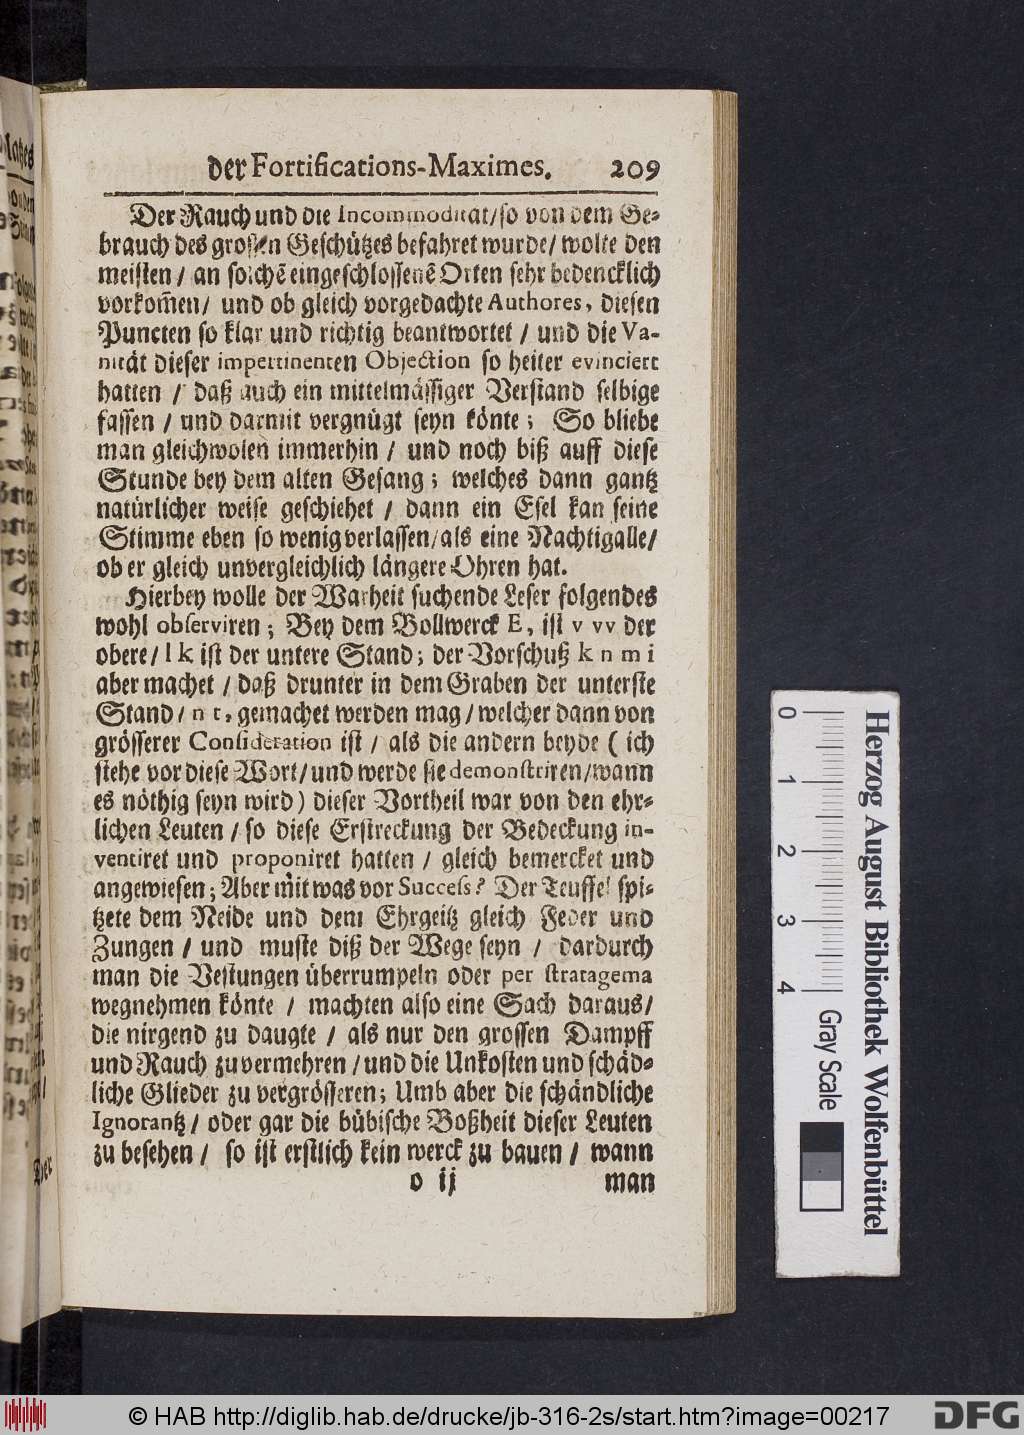 der Fortifications-Maximes. 209
Der Rauch und die Incommodität/so von dem Ge-
brauch des grossen Geschützes befahret wurde/ wolte den
meisten / an solchẽ eingeschlossenẽ Orten sehr bedencklich
vorkom̃en/ und ob gleich vorgedachte Authores, diesen
Puncten so klar und richtig beantwortet / und die Va-
nität dieser impertinenten Objection so heiter evinciert
hatten / daß auch ein mittelmässiger Verstand selbige
fassen / und darmit vergnügt seyn könte; So bliebe
man gleichwolen immerhin / und noch biß auff diese
Stunde bey dem alten Gesang; welches dann gantz
natürlicher weise geschiehet / dann ein Esel kan seine
Stimme eben so wenig verlassen/als eine Nachtigalle/
ob er gleich unvergleichlich längere Ohren hat.
Hierbey wolle der Warheit suchende Leser folgendes
wohl observiren; Bey dem Bollwerck E, ist v vv der
obere/ l k ist der untere Stand; der Vorschutz k n m i
aber machet / daß drunter in dem Graben der unterste
Stand/ n t, gemachet werden mag/welcher dann von
grösserer Consideration ist / als die andern beyde ( ich
stehe vor diese Wort/und werde sie demonstriren/wann
es nöthig seyn wird) dieser Vortheil war von den ehr-
lichen Leuten / so diese Erstreckung der Bedeckung in-
ventiret und proponiret hatten / gleich bemercket und
angewiesen; Aber mit was vor Success? Der Teuffel spi-
tzete dem Neide und dem Ehrgeitz gleich Feder und
Zungen / und muste diß der Wege seyn / dardurch
man die Vestungen überrumpeln oder per stratagema
wegnehmen könte / machten also eine Sach daraus/
die nirgend zu daugte / als nur den grossen Dampff
und Rauch zu vermehren/und die Unkosten und schäd-
liche Glieder zu vergrösseren; Umb aber die schändliche
Ignorantz/ oder gar die bübische Boßheit dieser Leuten
zu besehen / so ist erstlich kein werck zu bauen / wann
o ij man
0 1 2 3 4
Gray Scale
Herzog August Bibliothek Wolfenbüttel
© HAB http://diglib.hab.de/drucke/jb-316-2s/start.htm?image=00217
DFG